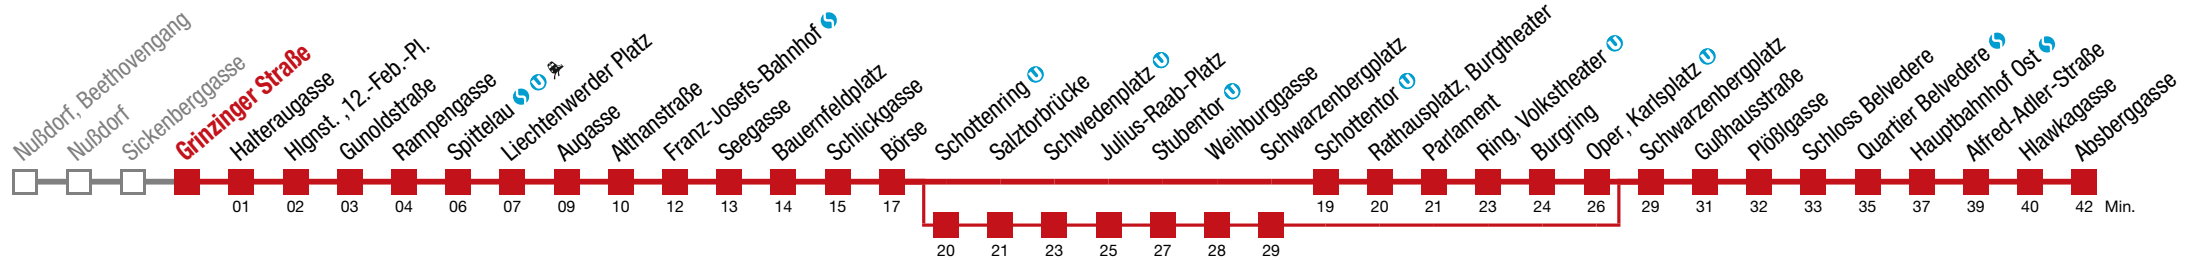 Nußdorf, Beethovengang
Nußdorf
Sickenberggasse
Grinzinger Straße
Halteraugasse
Hlgnst. , 12.-Feb.-Pl.
Gunoldstraße
Rampengasse
Spittelau S U
Liechtenwerder Platz
Augasse
Althanstraße
Franz-Josefs-Bahnhof S
Seegasse
Bauernfeldplatz
Schlickgasse
Börse
Schottenring U
Salztorbrücke
Schwedenplatz U
Julius-Raab-Platz
Stubentor U
Weihburggasse
Schwarzenbergplatz
Schottentor U
Rathausplatz, Burgtheater
Parlament
Ring, Volkstheater U
Burgring
Oper, Karlsplatz U
Schwarzenbergplatz
Gußhausstraße
Plößlgasse
Schloss Belvedere
Quartier Belvedere S
Hauptbahnhof Ost S
Alfred-Adler-Straße
Hlawkagasse
Absberggasse
01 02 03 04 06 07 09 10 12 13 14 15 17 19 20 21 23 24 26 29 31 32 33 35 37 39 40 42 Min.
20 21 23 25 27 28 29